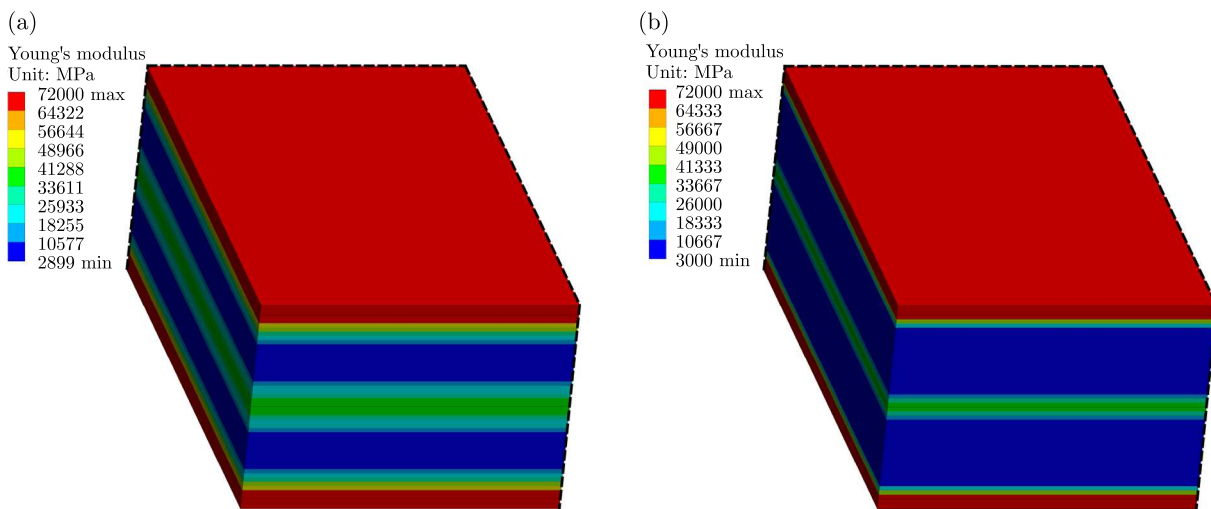 (a)
Young's modulus
Unit: MPa
72000 max
64322
56644
48966
41288
33611
25933
18255
10577
2899 min
(b)
Young's modulus
Unit: MPa
72000 max
64333
56667
49000
41333
33667
26000
18333
10667
3000 min